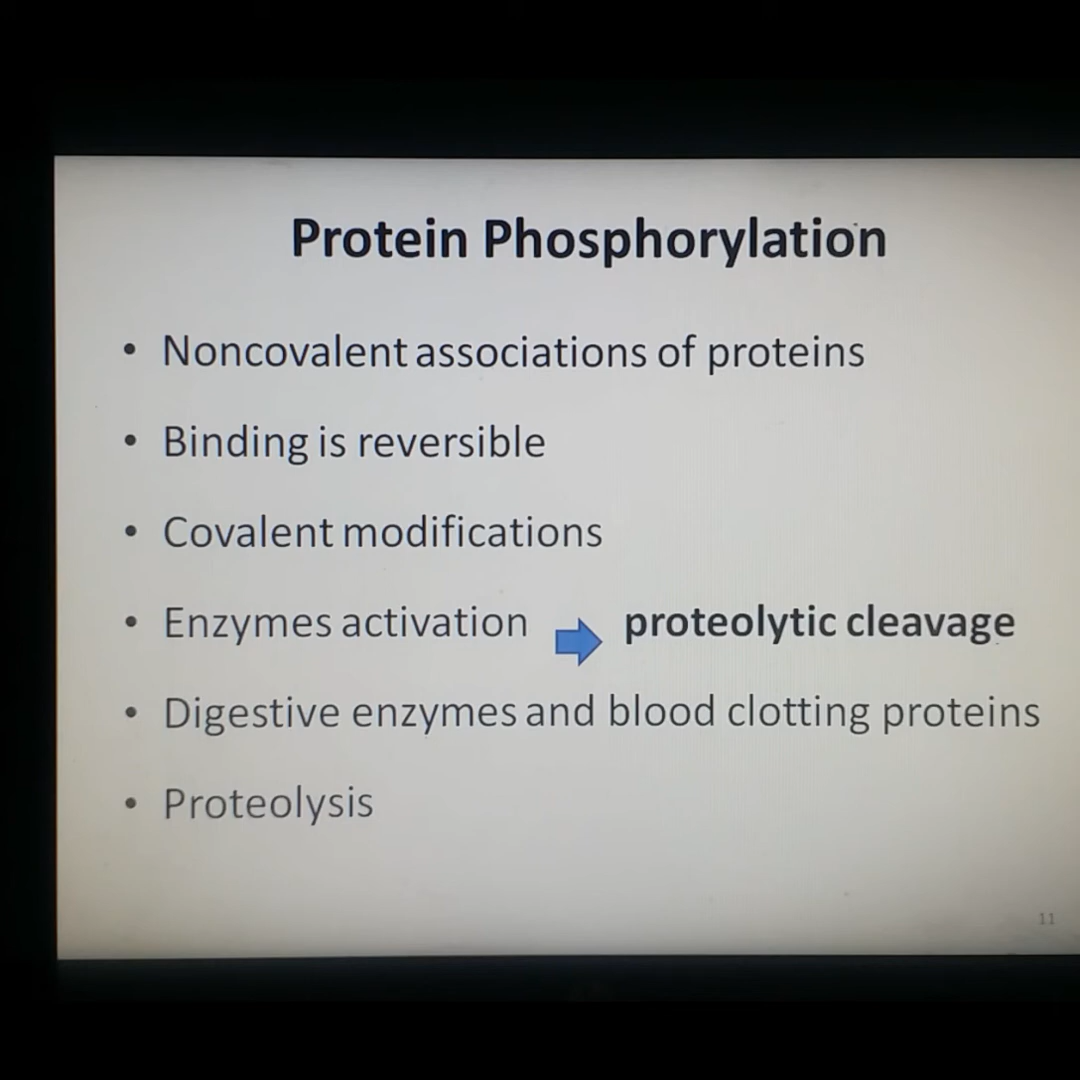 Protein Phosphorylation
• Noncovalent associations of proteins
• Binding is reversible
• Covalent modifications
• Enzymes activation proteolytic cleavage
• Digestive enzymes and blood clotting proteins
• Proteolysis
11